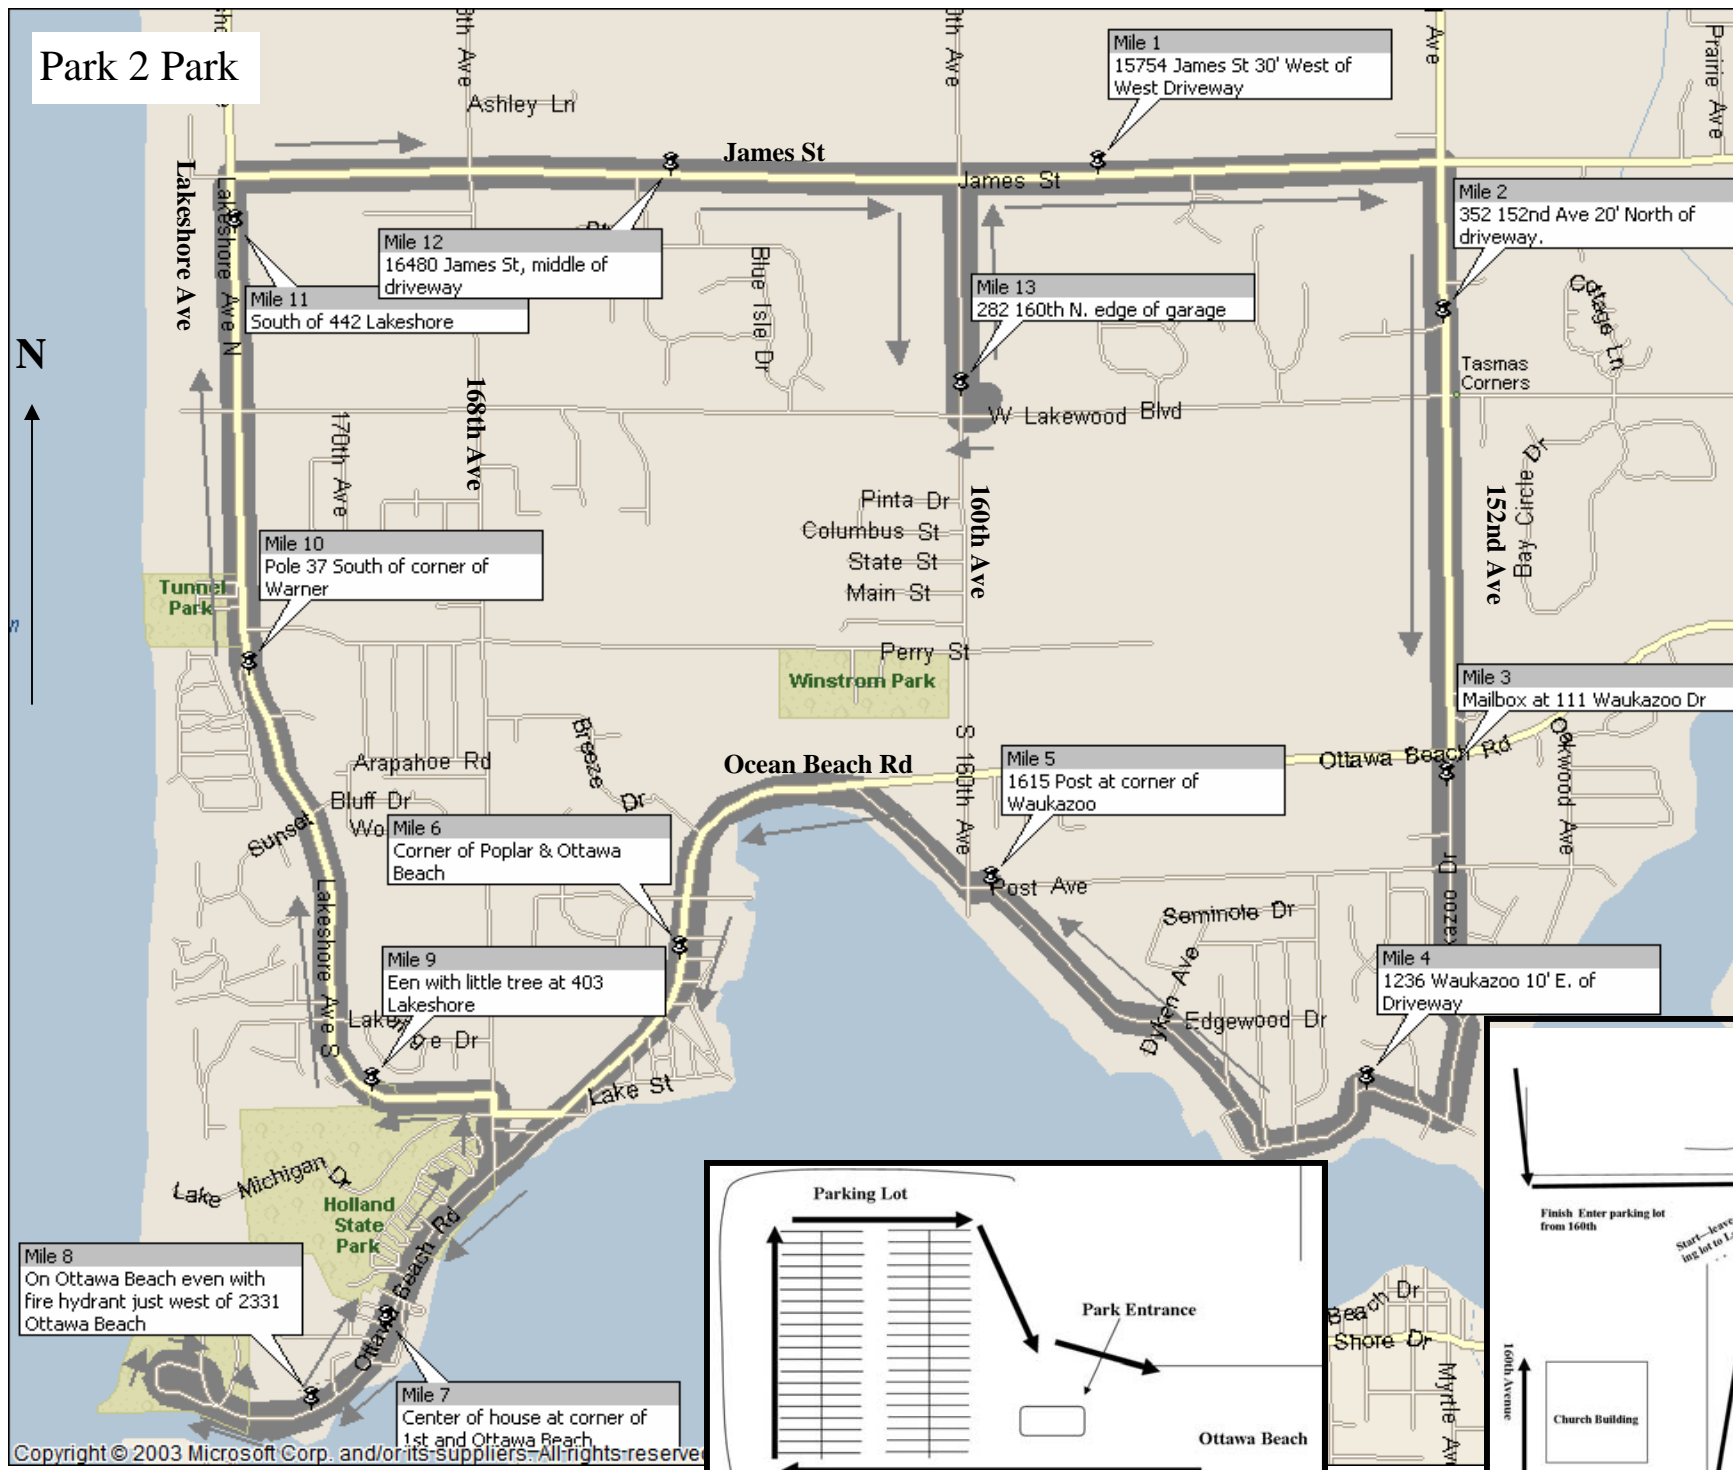 Park 2 Park
Ashley Ln
Mile 1
15754 James St 30' West of
West Driveway
James St
James St
Lakeshore Ave
Lakeshore Ave N
Mile 2
352 152nd Ave 20' North of
driveway.
Mile 12
16480 James St, middle of
driveway
Mile 11
South of 442 Lakeshore
Blue Isle Dr
Mile 13
282 160th N. edge of garage
Prairie Ave
Cottage Ln
Tasmas
Corners
N
W Lakewood Blvd
170th Ave
168th Ave
160th Ave
152nd Ave
Bay Circle Dr
Pinta Dr
Columbus St
State St
Main St
Perry St
Winstrom Park
Mile 10
Pole 37 South of corner of
Warner
Tunnel
Park
Mile 3
Mailbox at 111 Waukazoo Dr
Ottawa Beach Rd
Oakwood Ave
Ocean Beach Rd
S 160th Ave
Mile 5
1615 Post at corner of
Waukazoo
Breeze Dr
Arapahoe Rd
Bluff Dr
Sunset
Wo
Mile 6
Corner of Poplar & Ottawa
Beach
Post Ave
Seminole Dr
Dyken Ave
Edgewood Dr
Mile 4
1236 Waukazoo 10' E. of
Driveway
Mile 9
Een with little tree at 403
Lakeshore
Lakeshore Ave S
Lake St
Lake Michigan Dr
Holland
State
Park
Ottawa Beach Rd
Mile 8
On Ottawa Beach even with
fire hydrant just west of 2331
Ottawa Beach
Mile 7
Center of house at corner of
1st and Ottawa Beach
Parking Lot
Park Entrance
Ottawa Beach
Beach Dr
Shore Dr
Myrtle Av
Finish Enter parking lot
from 160th
Start—leave
ing lot to L
160th Avenue
Church Building
Copyright © 2003 Microsoft Corp. and/or its suppliers. All rights reserve